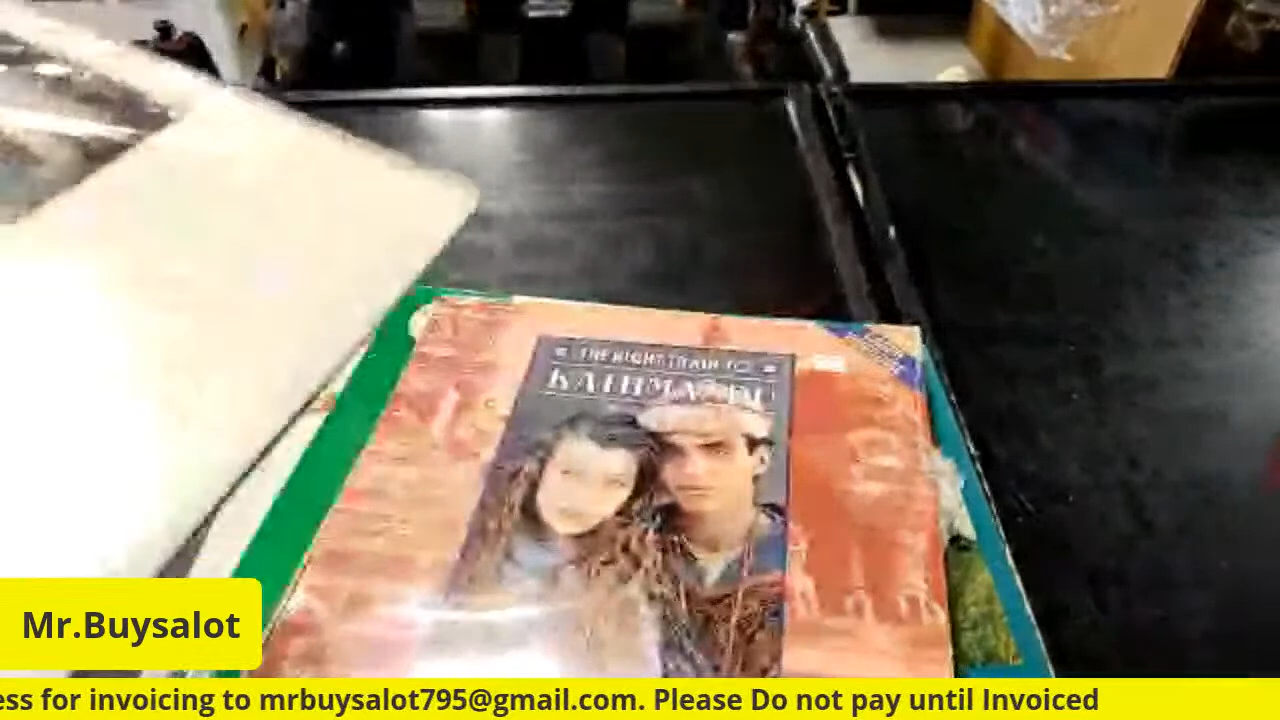 THE NIGHT TRAIN TO
KATHMANDU
Mr.Buysalot
ess for invoicing to mrbuysalot795@gmail.com. Please Do not pay until Invoiced